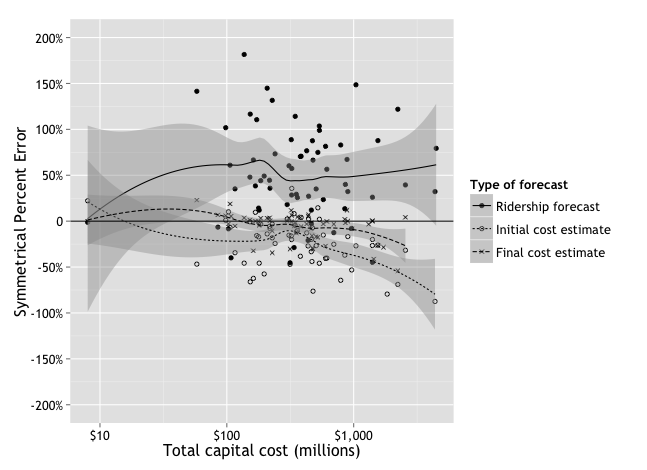 200%
150%
100%
50%
0
-50%
-100%
-150%
-200%
Symmetrical Percent Error
$10 $100 $1,000
Total capital cost (millions)
Type of forecast
Ridership forecast
Initial cost estimate
Final cost estimate